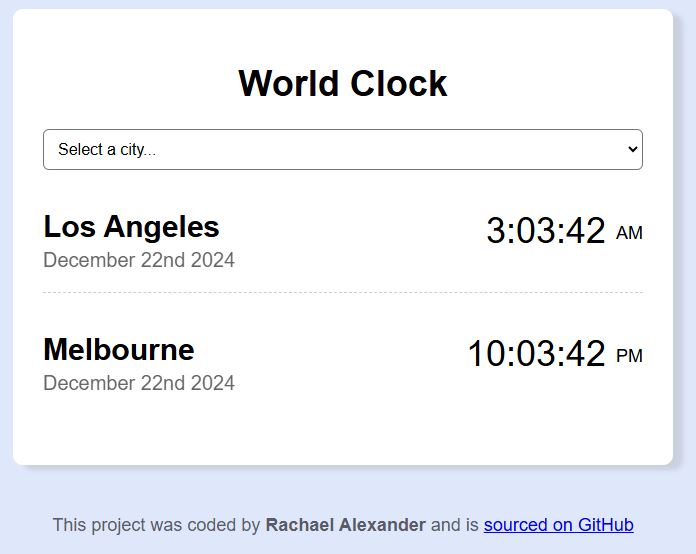 World Clock
Select a city...
Los Angeles 3:03:42 AM
December 22nd 2024
Melbourne 10:03:42 PM
December 22nd 2024
This project was coded by Rachael Alexander and is sourced on GitHub